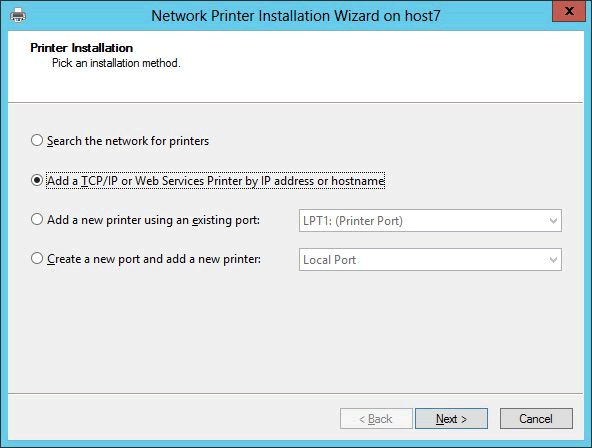 Network Printer Installation Wizard on host7
x
Printer Installation
Pick an installation method.
Search the network for printers
Add a TCP/IP or Web Services Printer by IP address or hostname
Add a new printer using an existing port: LPT1: (Printer Port)
Create a new port and add a new printer: Local Port
< Back Next > Cancel